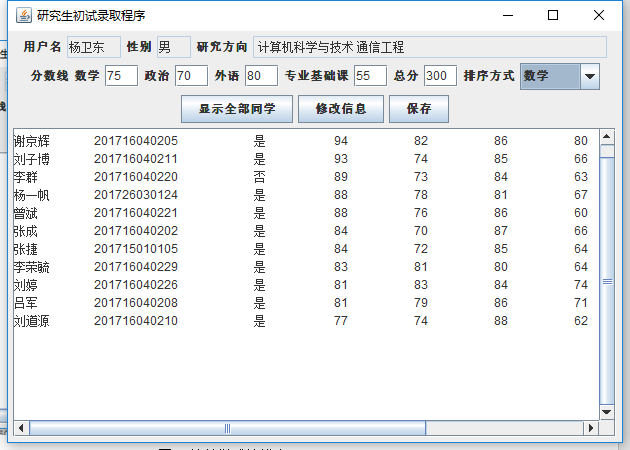 研究生初试录取程序
用户名 杨卫东 性别 男 研究方向 计算机科学与技术 通信工程
分数线 数学 75 政治 70 外语 80 专业基础课 55 总分 300 排序方式 数学
显示全部同学 修改信息 保存
谢京辉 201716040205 是 94 82 86 80
刘子博 201716040211 是 93 74 85 66
李群 201716040220 否 89 73 84 63
杨一帆 201726030124 是 88 78 81 67
曾斌 201716040221 是 88 76 86 60
张成 201716040202 是 84 70 87 66
张捷 201715010105 是 84 72 85 64
李荣毓 201716040229 是 83 81 80 64
刘婷 201716040226 是 81 83 84 74
吕军 201716040208 是 81 79 86 71
刘道源 201716040210 是 77 74 88 62